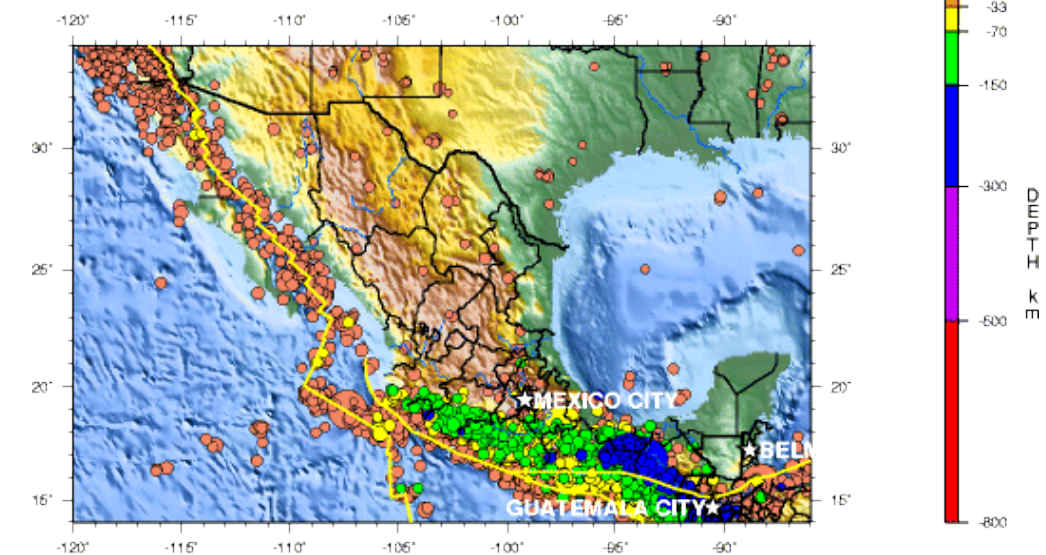 -120° -115° -110° -105° -100° -95° -90°
-33
-70
-150
30° 30°
-300
DEPTH
25° 25°
km
-500
20° 20°
MEXICO CITY
BELM
15° GUATEMALA CITY 15°
-800
-120° -115° -110° -105° -100° -95° -90°